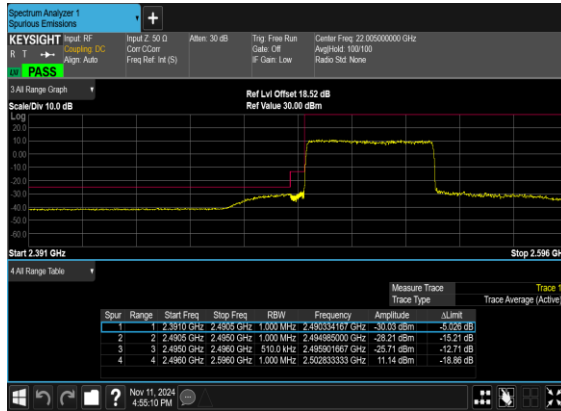 Spectrum Analyzer 1
Spurious Emissions
+
KEYSIGHT Input: RF Input Z: 50 Ω Atten: 30 dB Trig: Free Run Center Freq: 22.005000000 GHz
R T Coupling: DC Corr CCorr Gate: Off Avg|Hold: 100/100
Align: Auto Freq Ref: Int (S) IF Gain: Low Radio Std: None
PASS
3 All Range Graph Ref Lvl Offset 18.52 dB
Scale/Div 10.0 dB Ref Value 30.00 dBm
Log
20.0
10.0
0.00
-10.0
-20.0
-30.0
-40.0
-50.0
-60.0
Start 2.391 GHz Stop 2.596 GH
4 All Range Table
Measure Trace Trace 1
Trace Type Trace Average (Active)
Spur Range Start Freq Stop Freq RBW Frequency Amplitude ΔLimit
1 1 2.3910 GHz 2.4905 GHz 1.000 MHz 2.490334167 GHz -30.03 dBm -5.026 dB
2 2 2.4905 GHz 2.4950 GHz 1.000 MHz 2.494985000 GHz -28.21 dBm -15.21 dB
3 3 2.4950 GHz 2.4960 GHz 510.0 kHz 2.495901667 GHz -25.71 dBm -12.71 dB
4 4 2.4960 GHz 2.5960 GHz 1.000 MHz 2.502833333 GHz 11.14 dBm -18.86 dB
? Nov 11, 2024
4:55:10 PM